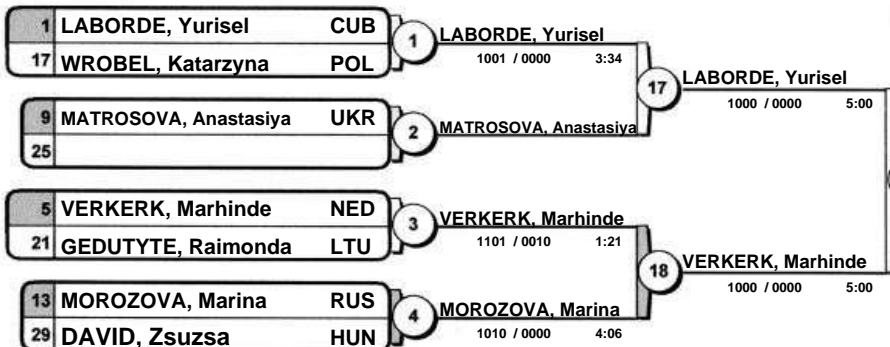 1 LABORDE, Yurisel CUB
17 WROBEL, Katarzyna POL
1
LABORDE, Yurisel
1001 / 0000 3:34
9 MATROSOVA, Anastasiya UKR
25
2
MATROSOVA, Anastasiya
17
LABORDE, Yurisel
1000 / 0000 5:00
5 VERKERK, Marhinde NED
21 GEDUTYTE, Raimonda LTU
3
VERKERK, Marhinde
1101 / 0010 1:21
13 MOROZOVA, Marina RUS
29 DAVID, Zsuzsa HUN
4
MOROZOVA, Marina
1010 / 0000 4:06
18
VERKERK, Marhinde
1000 / 0000 5:00